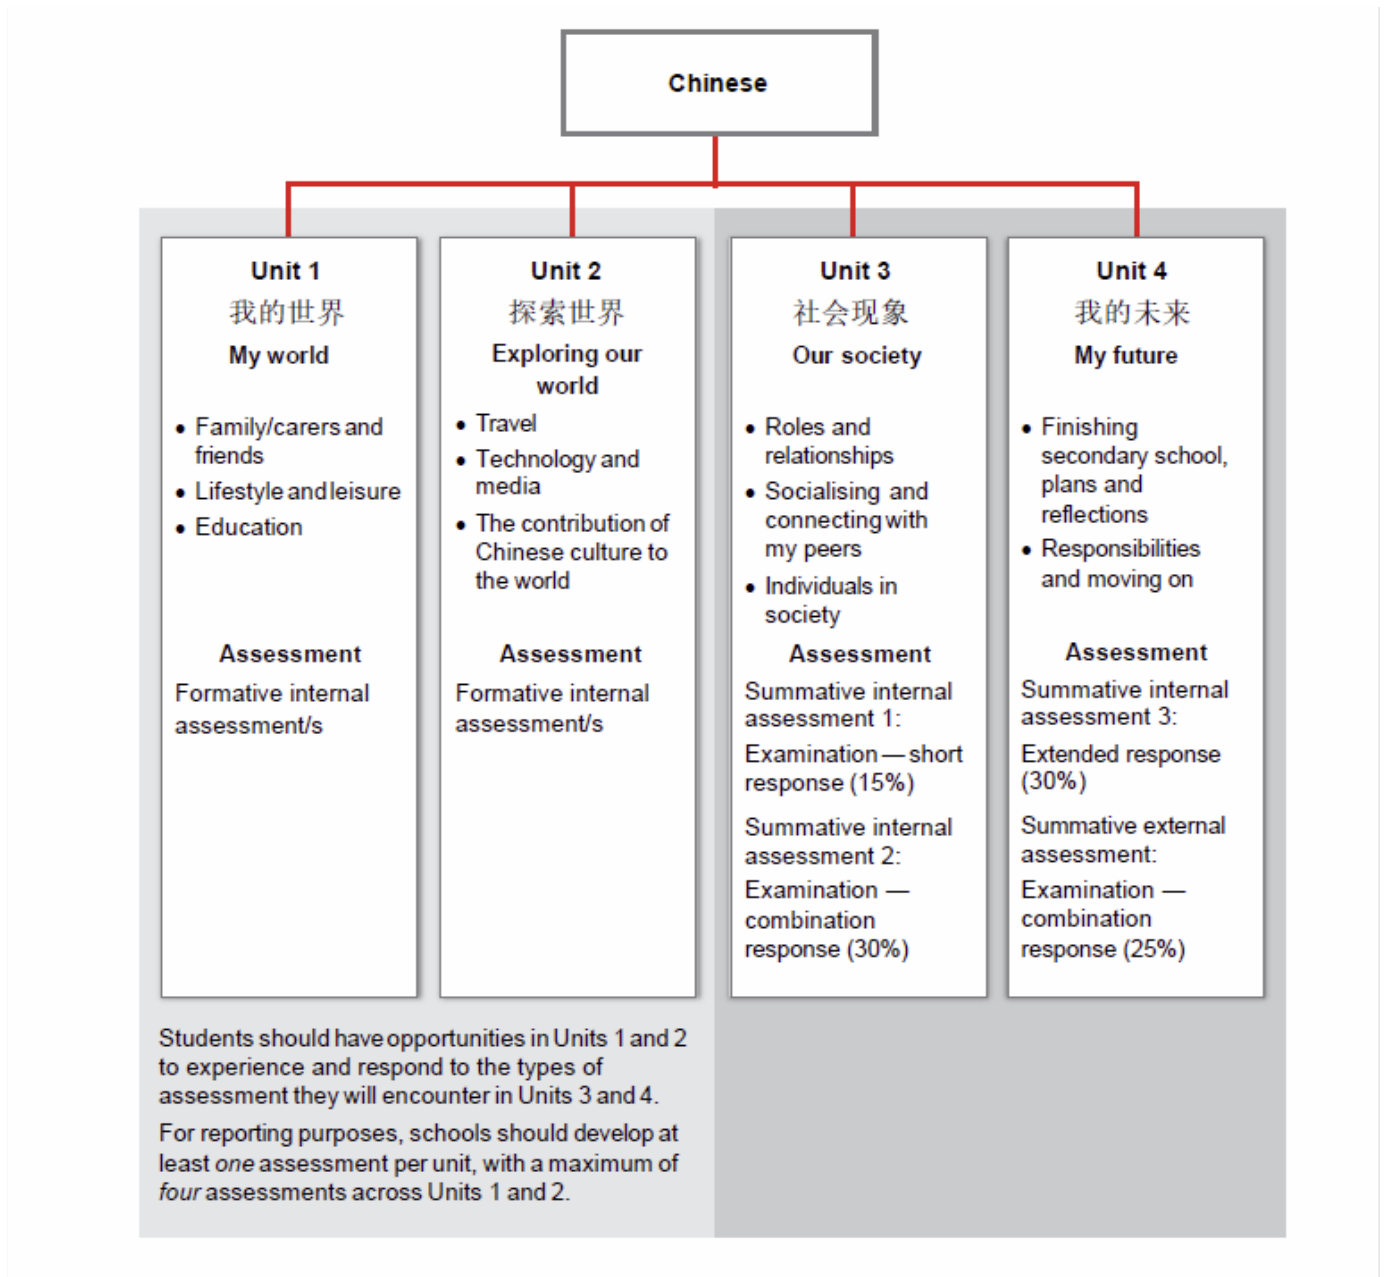 Chinese
Unit 1
我的世界
My world
• Family/carers and
friends
• Lifestyle and leisure
• Education
Assessment
Formative internal
assessment/s
Unit 2
探索世界
Exploring our
world
• Travel
• Technology and
media
• The contribution of
Chinese culture to
the world
Assessment
Formative internal
assessment/s
Unit 3
社会现象
Our society
• Roles and
relationships
• Socialising and
connecting with
my peers
• Individuals in
society
Assessment
Summative internal
assessment 1:
Examination — short
response (15%)
Summative internal
assessment 2:
Examination —
combination
response (30%)
Unit 4
我的未来
My future
• Finishing
secondary school,
plans and
reflections
• Responsibilities
and moving on
Assessment
Summative internal
assessment 3:
Extended response
(30%)
Summative external
assessment:
Examination —
combination
response (25%)
Students should have opportunities in Units 1 and 2
to experience and respond to the types of
assessment they will encounter in Units 3 and 4.
For reporting purposes, schools should develop at
least one assessment per unit, with a maximum of
four assessments across Units 1 and 2.